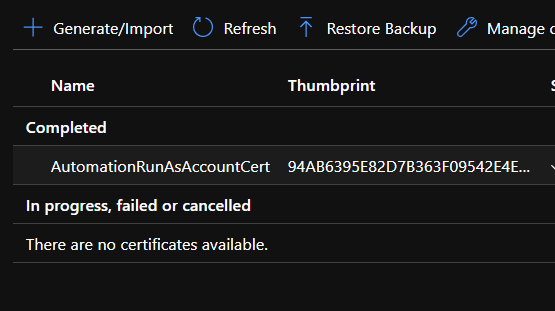 Generate/Import Refresh Restore Backup Manage
Name Thumbprint
Completed
AutomationRunAsAccountCert 94AB6395E82D7B363F09542E4E...
In progress, failed or cancelled
There are no certificates available.